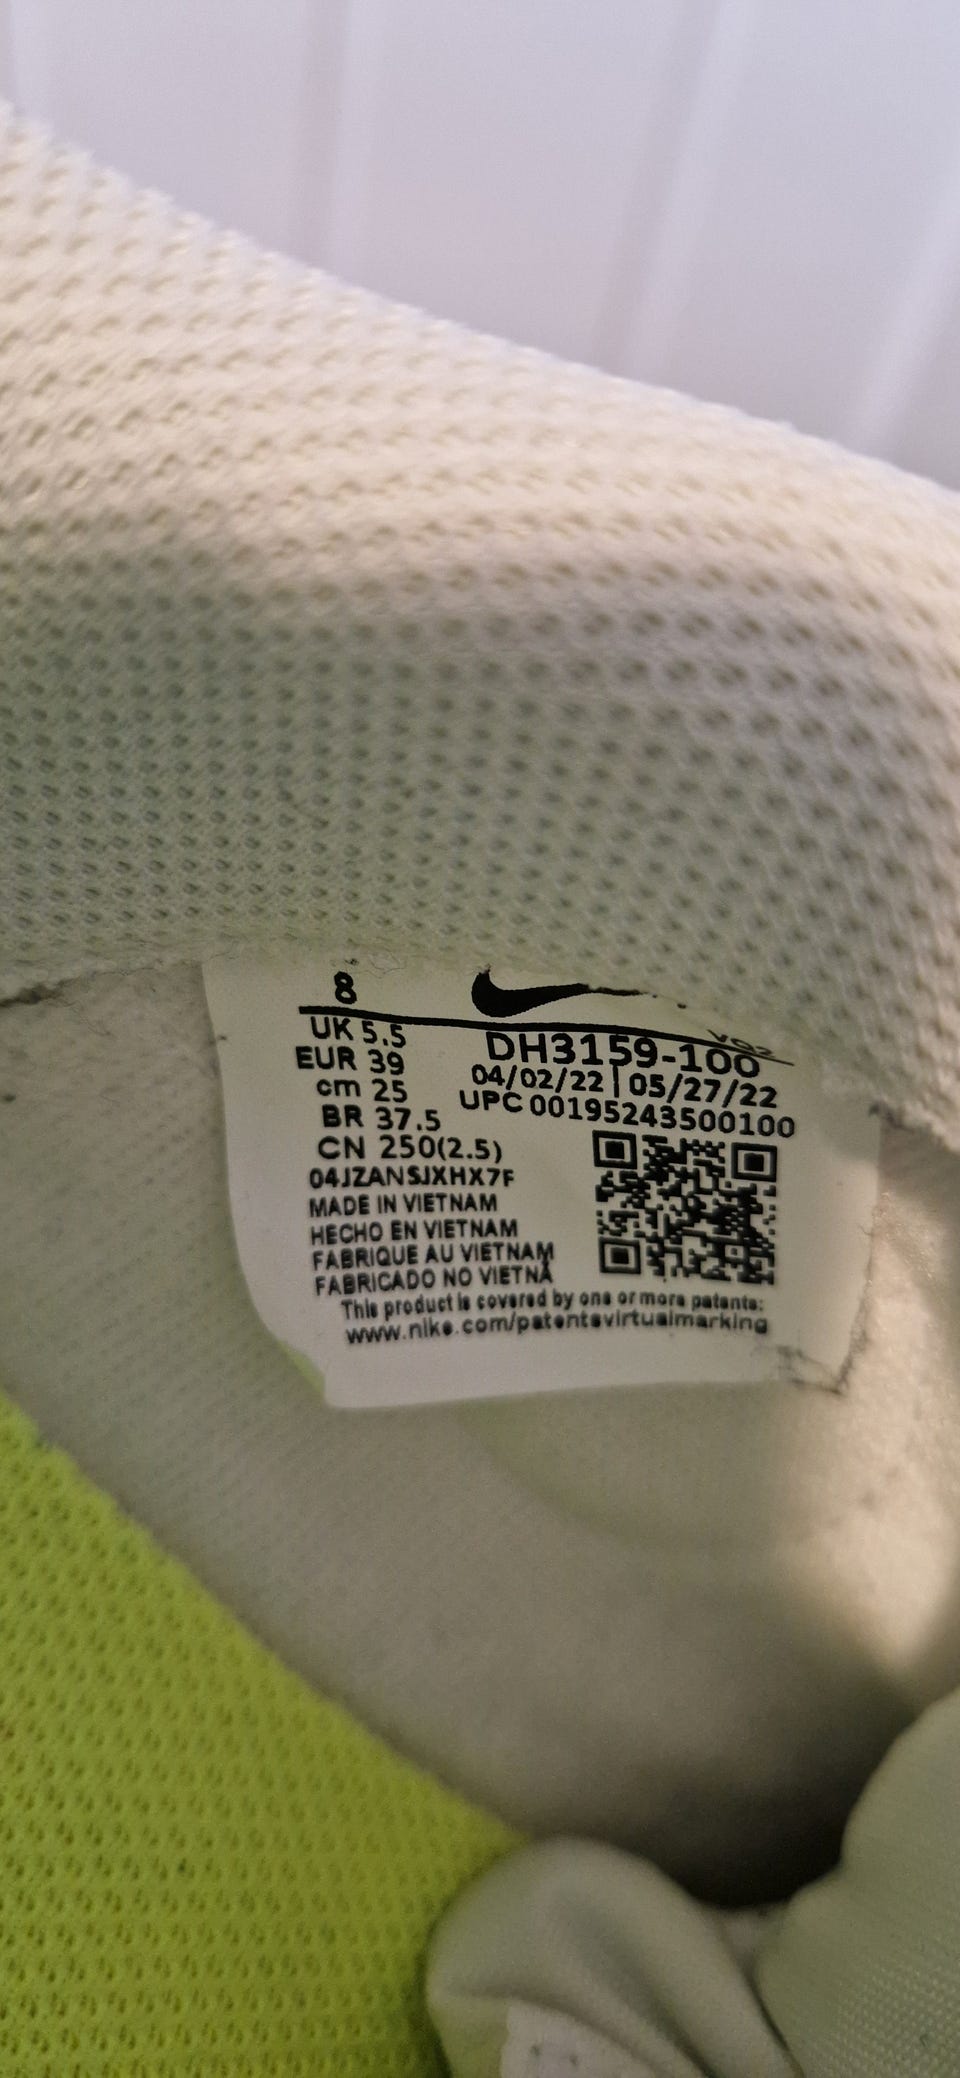 8
UK 5.5
EUR 39
cm 25
BR 37.5
CN 250(2.5)
04JZANSJXHX7F
MADE IN VIETNAM
HECHO EN VIETNAM
FABRIQUE AU VIETNAM
FABRICADO NO VIETNÃ
DH3159-100
04/02/22 | 05/27/22
UPC 00195243500100
This product is covered by one or more patents:
www.nike.com/patentsvirtualmarking